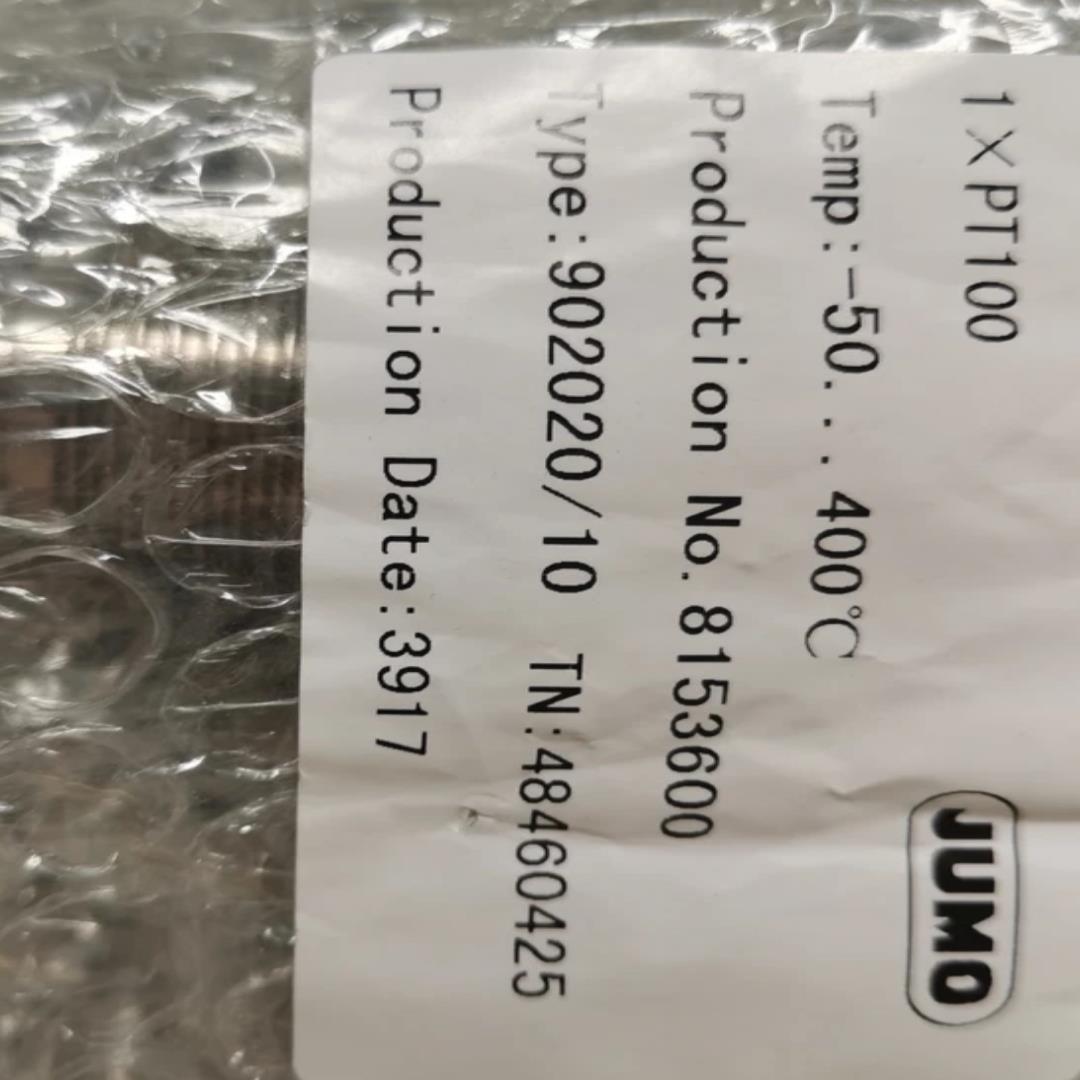 1×PT100
JUMO
Temp:-50...400℃
Production No.8153600
Type:902020/10 TN:48460425
Production Date:3917